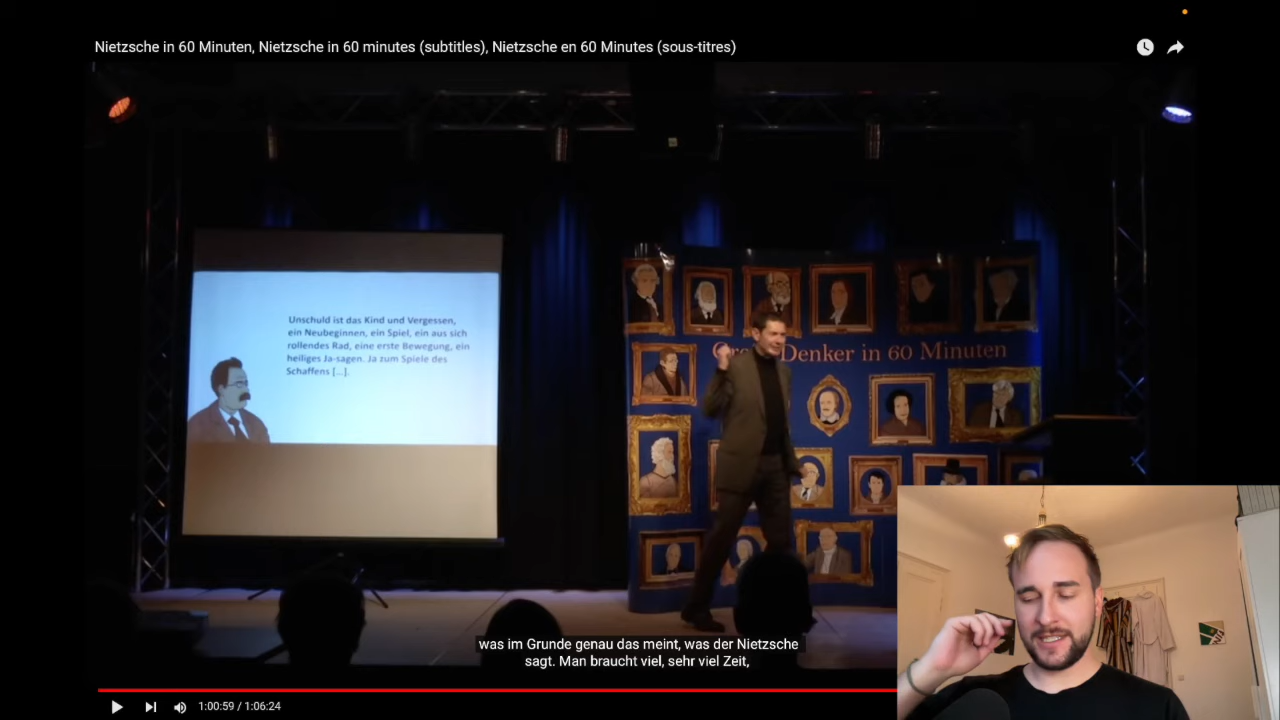 Nietzsche in 60 Minuten, Nietzsche in 60 minutes (subtitles), Nietzsche en 60 Minutes (sous-titres)
Unschuld ist das Kind und Vergessen,
ein Neubeginnen, ein Spiel, ein aus sich
rollendes Rad, eine erste Bewegung, ein
heiliges Ja-sagen. Ja zum Spiele des
Schaffens [...].
Denker in 60 Minuten
was im Grunde genau das meint, was der Nietzsche
sagt. Man braucht viel, sehr viel Zeit,
1:00:59 / 1:06:24